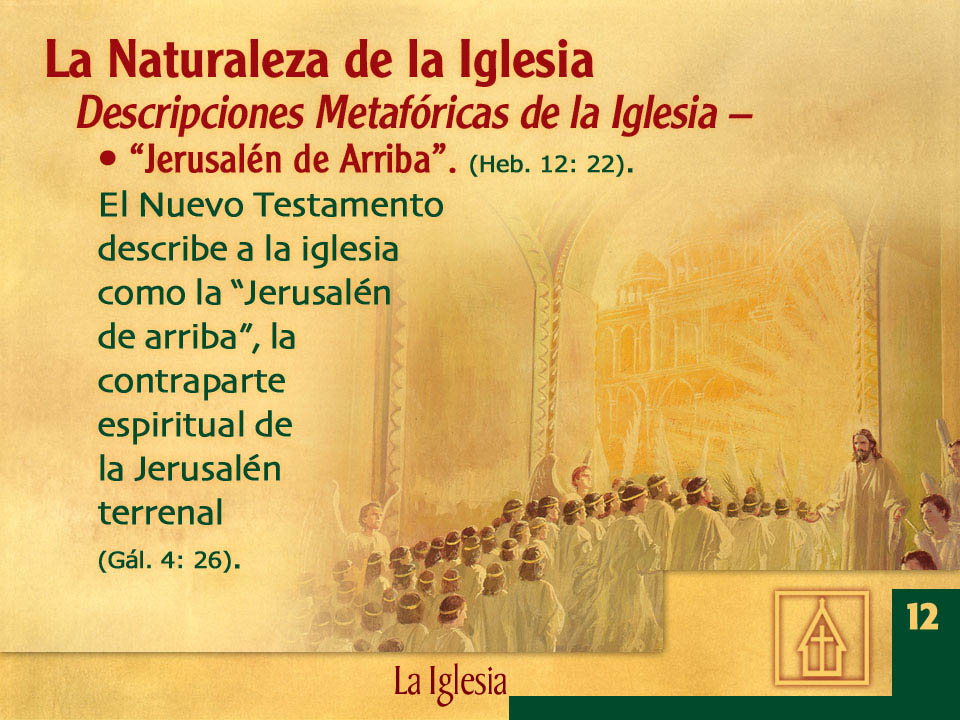 La Naturaleza de la Iglesia
Descripciones Metafóricas de la Iglesia –
• “Jerusalén de Arriba”. (Heb. 12: 22).
El Nuevo Testamento
describe a la iglesia
como la “Jerusalén
de arriba”, la
contraparte
espiritual de
la Jerusalén
terrenal
(Gál. 4: 26).
12
La Iglesia